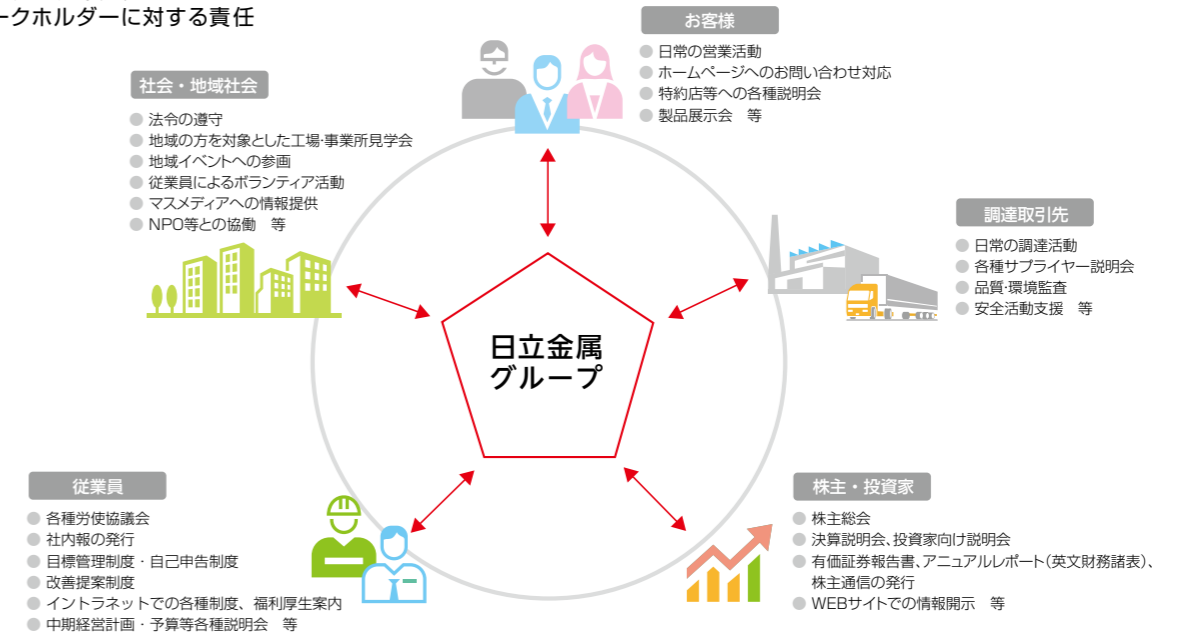 ークホルダーに対する責任
お客様
● 日常の営業活動
● ホームページへのお問い合わせ対応
● 特約店等への各種説明会
● 製品展示会　等
社会・地域社会
● 法令の遵守
● 地域の方を対象とした工場・事業所見学会
● 地域イベントへの参画
● 従業員によるボランティア活動
● マスメディアへの情報提供
● NPO等との協働　等
調達取引先
● 日常の調達活動
● 各種サプライヤー説明会
● 品質・環境監査
● 安全活動支援　等
日立金属
グループ
従業員
● 各種労使協議会
● 社内報の発行
● 目標管理制度・自己申告制度
● 改善提案制度
● イントラネットでの各種制度、福利厚生案内
● 中期経営計画・予算等各種説明会　等
株主・投資家
● 株主総会
● 決算説明会、投資家向け説明会
● 有価証券報告書、アニュアルレポート（英文財務諸表）、
株主通信の発行
● WEBサイトでの情報開示　等